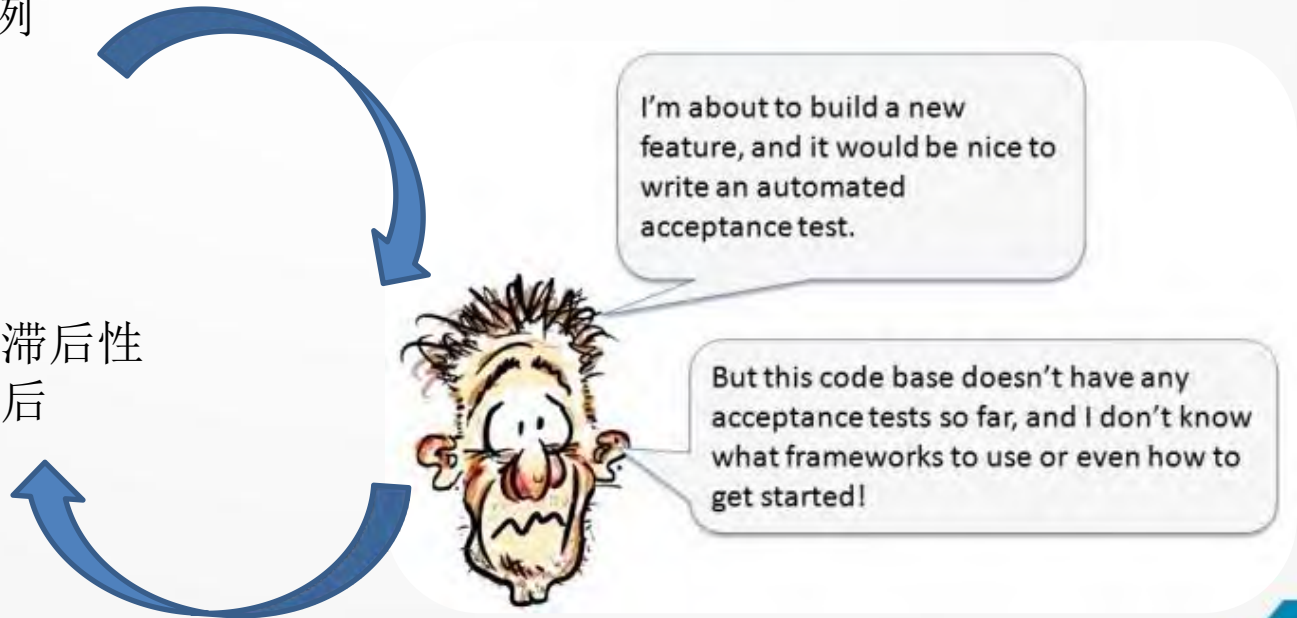 列
I'm about to build a new
feature, and it would be nice to
write an automated
acceptance test.
滞后性
后
But this code base doesn't have any
acceptance tests so far, and I don't know
what frameworks to use or even how to
get started!